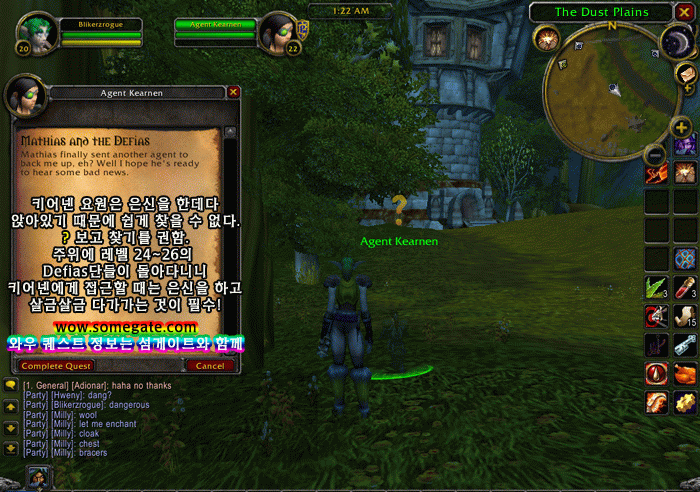 Blikerzrogue
20
Agent Kearnen
22
1:22 AM
The Dust Plains
N
Agent Kearnen
Mathias and the Defias
Mathias finally sent another agent to
back me up, eh? Well I hope he's ready
to hear some bad news.
키어넨 요원은 은신을 한데다
앉아있기 때문에 쉽게 찾을 수 없다.
? 보고 찾기를 권함.
주위에 레벨 24~26의
Defias단들이 돌아다니니
키어넨에게 접근할 때는 은신을 하고
살금살금 다가가는 것이 필수!
wow.somegate.com
와우 퀘스트 정보는 섬게이트와 함께
Complete Quest
Cancel
?
Agent Kearnen
3
3
15
[1. General] [Adionar]: haha no thanks
[Party] [Hweny]: dang?
[Party] [Blikerzrogue]: dangerous
[Party] [Milly]: wool
[Party] [Milly]: let me enchant
[Party] [Milly]: cloak
[Party] [Milly]: chest
[Party] [Milly]: bracers